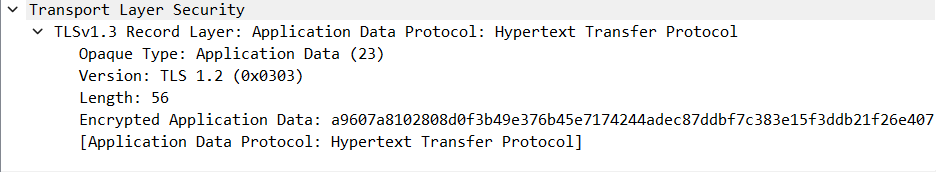 Transport Layer Security
TLSv1.3 Record Layer: Application Data Protocol: Hypertext Transfer Protocol
Opaque Type: Application Data (23)
Version: TLS 1.2 (0x0303)
Length: 56
Encrypted Application Data: a9607a8102808d0f3b49e376b45e7174244adec87ddbf7c383e15f3ddb21f26e407
[Application Data Protocol: Hypertext Transfer Protocol]